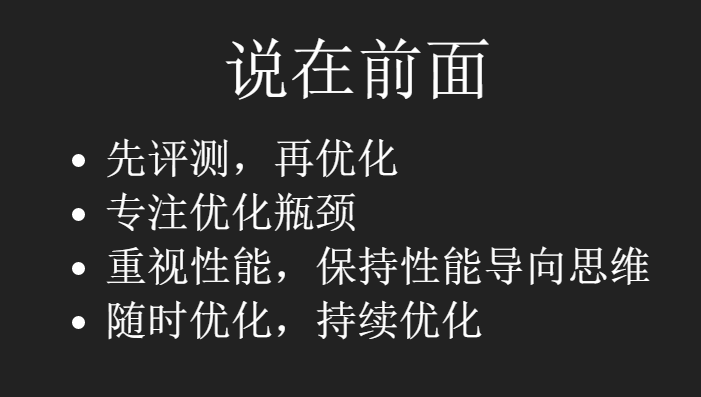 说在前面
• 先评测，再优化
• 专注优化瓶颈
• 重视性能，保持性能导向思维
• 随时优化，持续优化